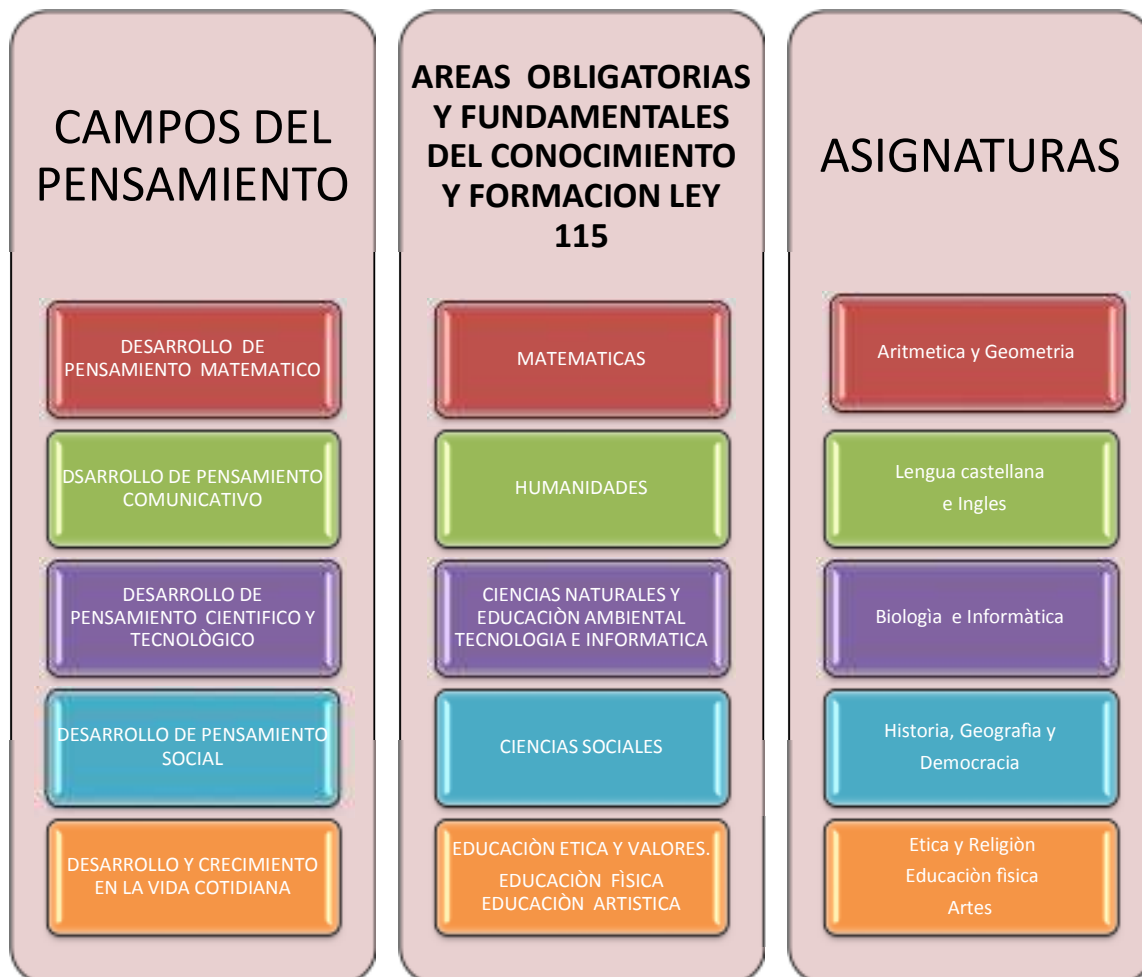 CAMPOS DEL
PENSAMIENTO
DESARROLLO DE
PENSAMIENTO MATEMATICO
DSARROLLO DE PENSAMIENTO
COMUNICATIVO
DESARROLLO DE
PENSAMIENTO CIENTIFICO Y
TECNOLÒGICO
DESARROLLO DE PENSAMIENTO
SOCIAL
DESARROLLO Y CRECIMIENTO
EN LA VIDA COTIDIANA
AREAS OBLIGATORIAS
Y FUNDAMENTALES
DEL CONOCIMIENTO
Y FORMACION LEY
115
MATEMATICAS
HUMANIDADES
CIENCIAS NATURALES Y
EDUCACIÒN AMBIENTAL
TECNOLOGIA E INFORMATICA
CIENCIAS SOCIALES
EDUCACIÒN ETICA Y VALORES.
EDUCACIÒN FÌSICA
EDUCACIÒN ARTISTICA
ASIGNATURAS
Aritmetica y Geometria
Lengua castellana
e Ingles
Biologìa e Informàtica
Historia, Geografìa y
Democracia
Etica y Religiòn
Educaciòn fìsica
Artes